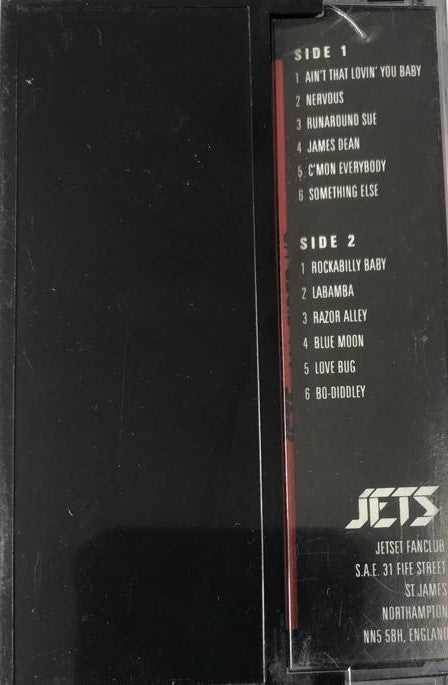 SIDE 1
1 AIN'T THAT LOVIN' YOU BABY
2 NERVOUS
3 RUNAROUND SUE
4 JAMES DEAN
5 C'MON EVERYBODY
6 SOMETHING ELSE
SIDE 2
1 ROCKABILLY BABY
2 LABAMBA
3 RAZOR ALLEY
4 BLUE MOON
5 LOVE BUG
6 BO-DIDDLEY
JETS
JETSET FANCLUB
S.A.E. 31 FIFE STREET
ST.JAMES
NORTHAMPTON
NN5 5BH, ENGLAND